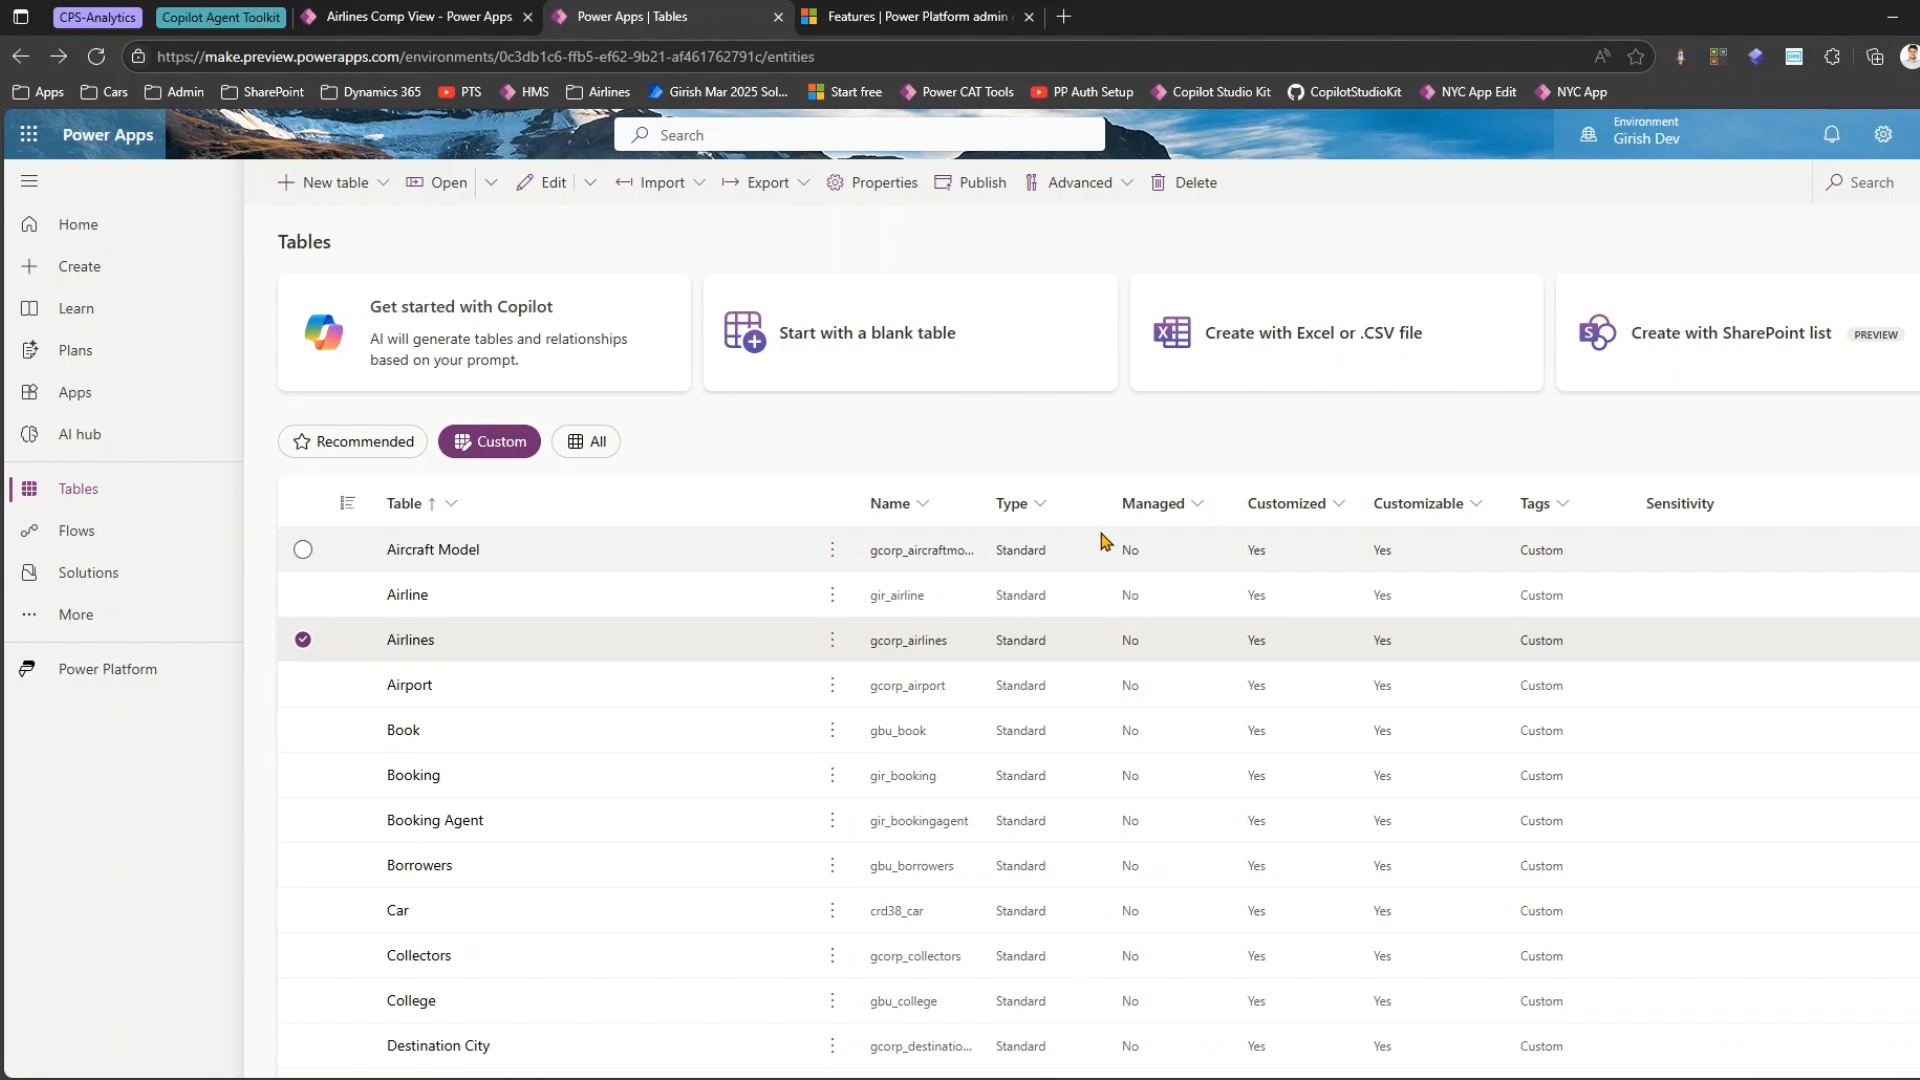 CPS-Analytics Copilot Agent Toolkit Airlines Comp View - Power Apps Power Apps | Tables Features | Power Platform admin
https://make.preview.powerapps.com/environments/0c3db1c6-ffb5-ef62-9b21-af461762791c/entities
Apps Cars Admin SharePoint Dynamics 365 PTS HMS Airlines Girish Mar 2025 Sol... Start free Power CAT Tools PP Auth Setup Copilot Studio Kit CopilotStudioKit NYC App Edit NYC App
Power Apps Search
Environment
Girish Dev
New table Open Edit Import Export Properties Publish Advanced Delete Search
Home
Create
Learn
Plans
Apps
AI hub
Tables
Flows
Solutions
More
Power Platform
Tables
Get started with Copilot
AI will generate tables and relationships
based on your prompt.
Start with a blank table
Create with Excel or .CSV file
Create with SharePoint list PREVIEW
Recommended Custom All
Table ↑ Name Type Managed Customized Customizable Tags Sensitivity
Aircraft Model gcorp_aircraftmo... Standard No Yes Yes Custom
Airline gir_airline Standard No Yes Yes Custom
Airlines gcorp_airlines Standard No Yes Yes Custom
Airport gcorp_airport Standard No Yes Yes Custom
Book gbu_book Standard No Yes Yes Custom
Booking gir_booking Standard No Yes Yes Custom
Booking Agent gir_bookingagent Standard No Yes Yes Custom
Borrowers gbu_borrowers Standard No Yes Yes Custom
Car crd38_car Standard No Yes Yes Custom
Collectors gcorp_collectors Standard No Yes Yes Custom
College gbu_college Standard No Yes Yes Custom
Destination City gcorp_destinatio... Standard No Yes Yes Custom